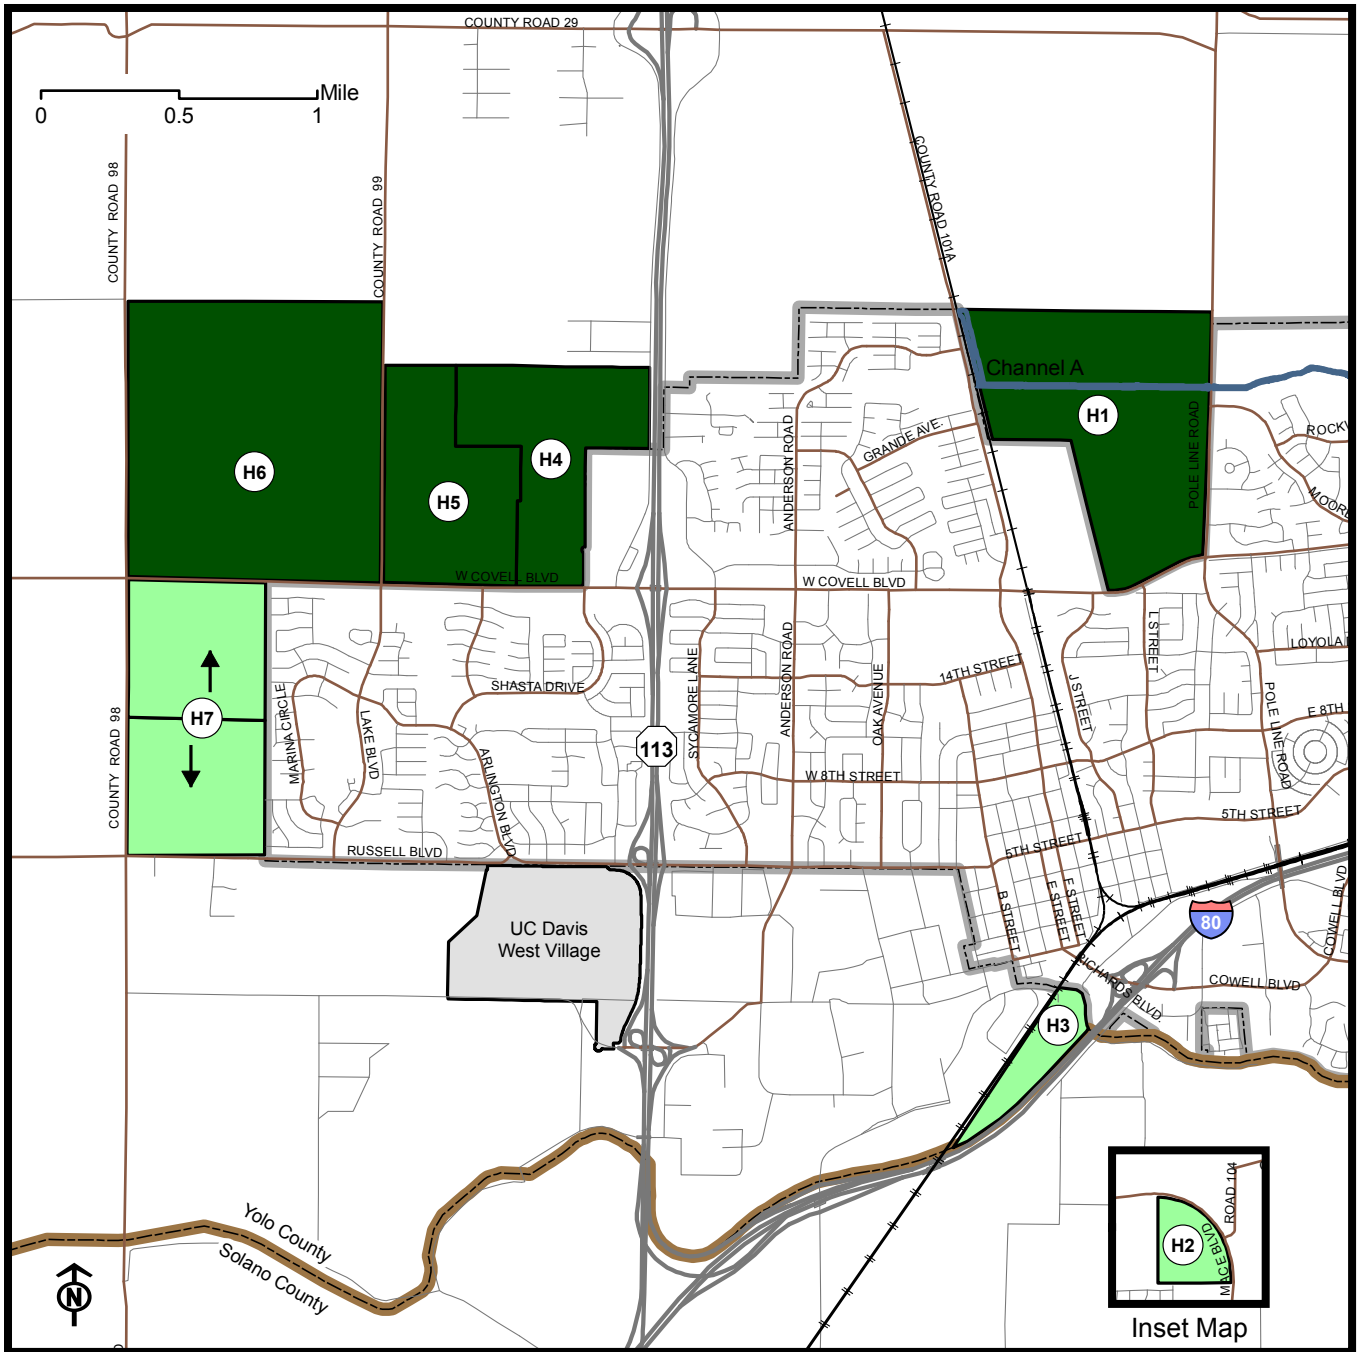 COUNTY ROAD 29
Mile
0
0.5
1
COUNTY ROAD 98
COUNTY ROAD 99
COUNTY ROAD 101A
Channel A
H1
H6
H4
H5
ANDERSON ROAD
GRANDE AVE.
POLE LINE ROAD
ROCKW
MOORE
W COVELL BLVD
W COVELL BLVD
L STREET
LOYOLA
H7
COUNTY ROAD 98
MARINA CIRCLE
LAKE BLVD
SHASTA DRIVE
ARLINGTON BLVD
113
SYCAMORE LANE
ANDERSON ROAD
OAK AVENUE
14TH STREET
J STREET
POLE LINE ROAD
E 8TH
W 8TH STREET
5TH STREET
5TH STREET
RUSSELL BLVD
B STREET
E STREET
F STREET
80
COWELL BLVD
COWELL BLVD
UC Davis
West Village
RICHARDS BLVD.
H3
Yolo County
Solano County
N
ROAD 104
MACE BLVD
H2
Inset Map